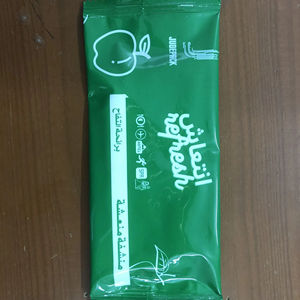 انتعاش
refresh
برائحة التفاح
منشفة منعشة